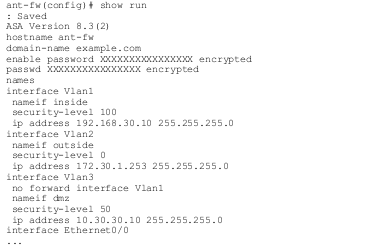 ant-fw(config)# show run
: Saved
ASA Version 8.3(2)
hostname ant-fw
domain-name example.com
enable password XXXXXXXXXXXXXXXX encrypted
passwd XXXXXXXXXXXXXXXX encrypted
names
interface Vlan1
 nameif inside
 security-level 100
 ip address 192.168.30.10 255.255.255.0
interface Vlan2
 nameif outside
 security-level 0
 ip address 172.30.1.253 255.255.255.0
interface Vlan3
 no forward interface Vlan1
 nameif dmz
 security-level 50
 ip address 10.30.30.10 255.255.255.0
interface Ethernet0/0
...